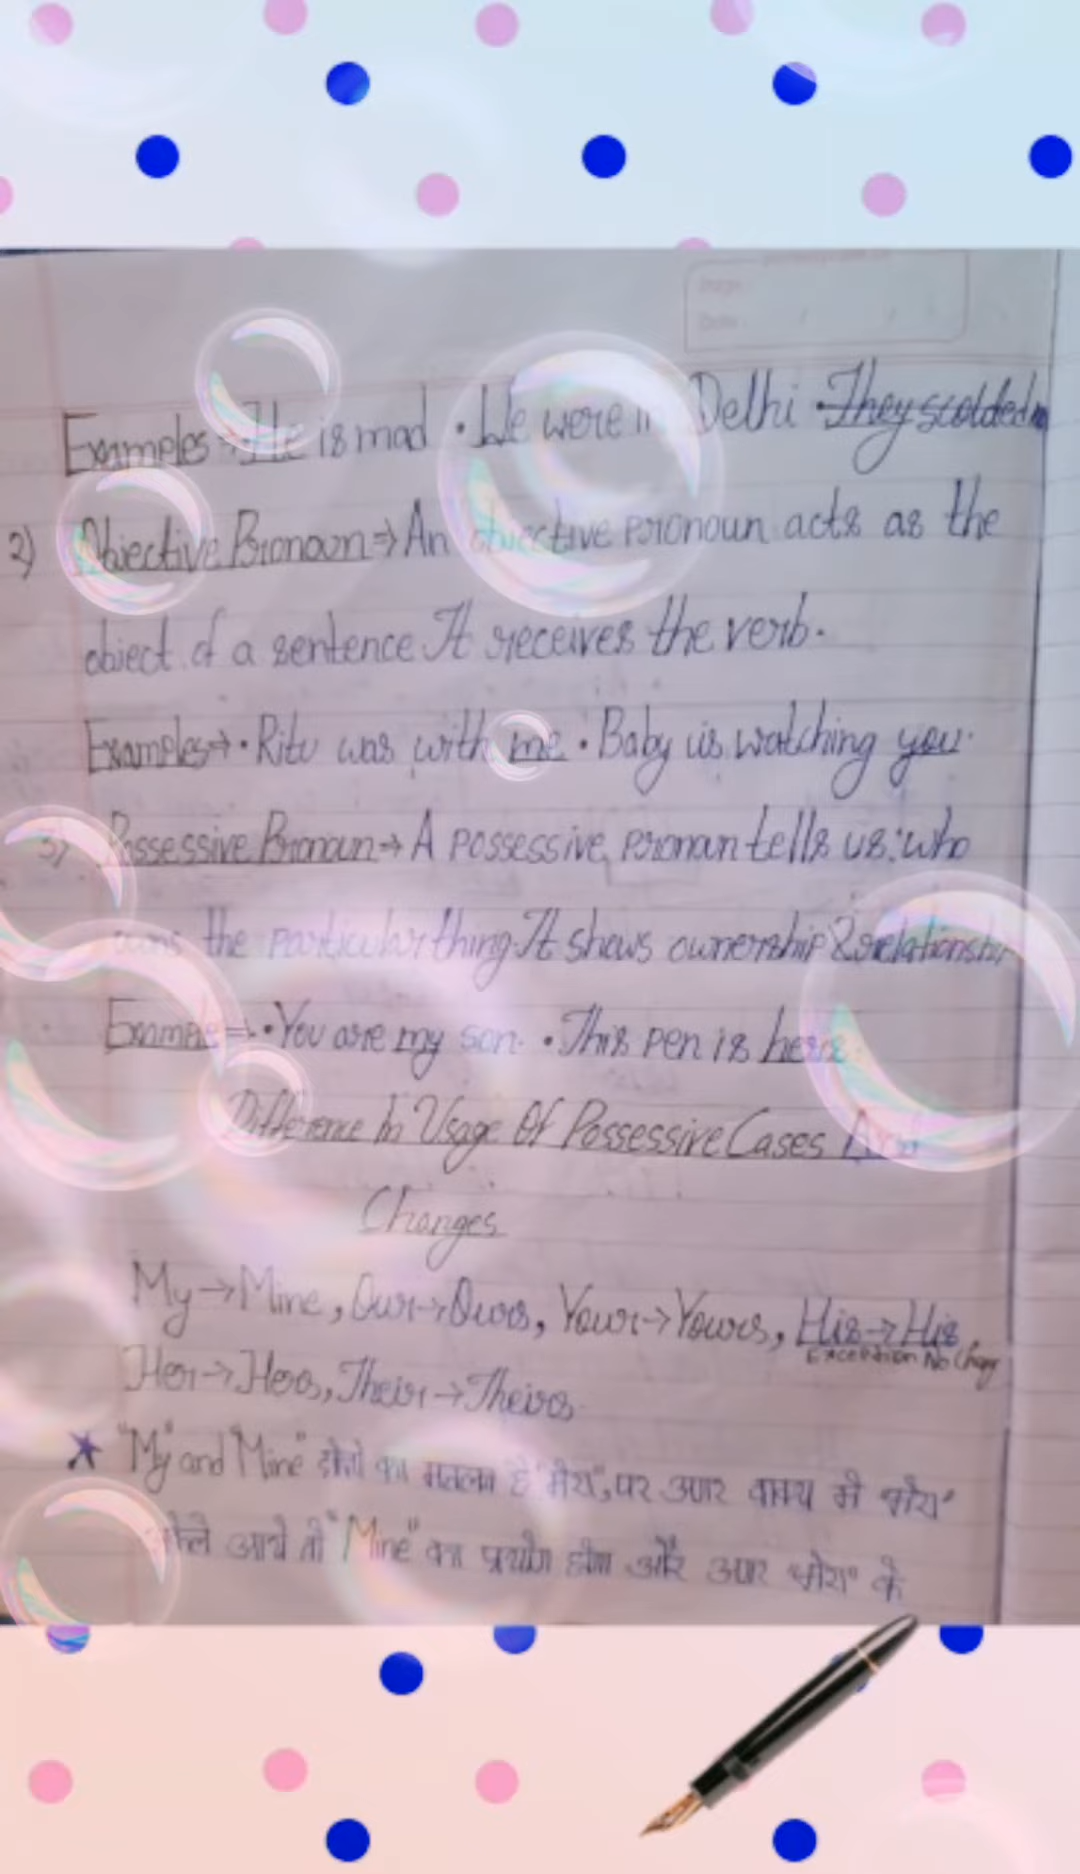 Page
Date
Examples → He is mad • We were in Delhi • They scolded
2) Objective Pronoun ⇒ An objective pronoun acts as the
object of a sentence It receives the verb.
Examples → • Ritu was with me • Baby is watching you.
3) Possessive Pronoun → A possessive pronoun tells us who
owns the particular thing. It shows ownership & relationship
Example → • You are my son. • This pen is hers
Difference In Usage Of Possessive Cases And
Changes
My → Mine, Our → Ours, Your → Yours, His → His,
Exception No Change
Her → Hers, Their → Theirs.
★ "My" and "Mine" दोनो का मतलब है "मेरा", पर अगर वाक्य मे "मेरा"
आये तो "Mine" का प्रयोग होगा और अगर "मेरा" के